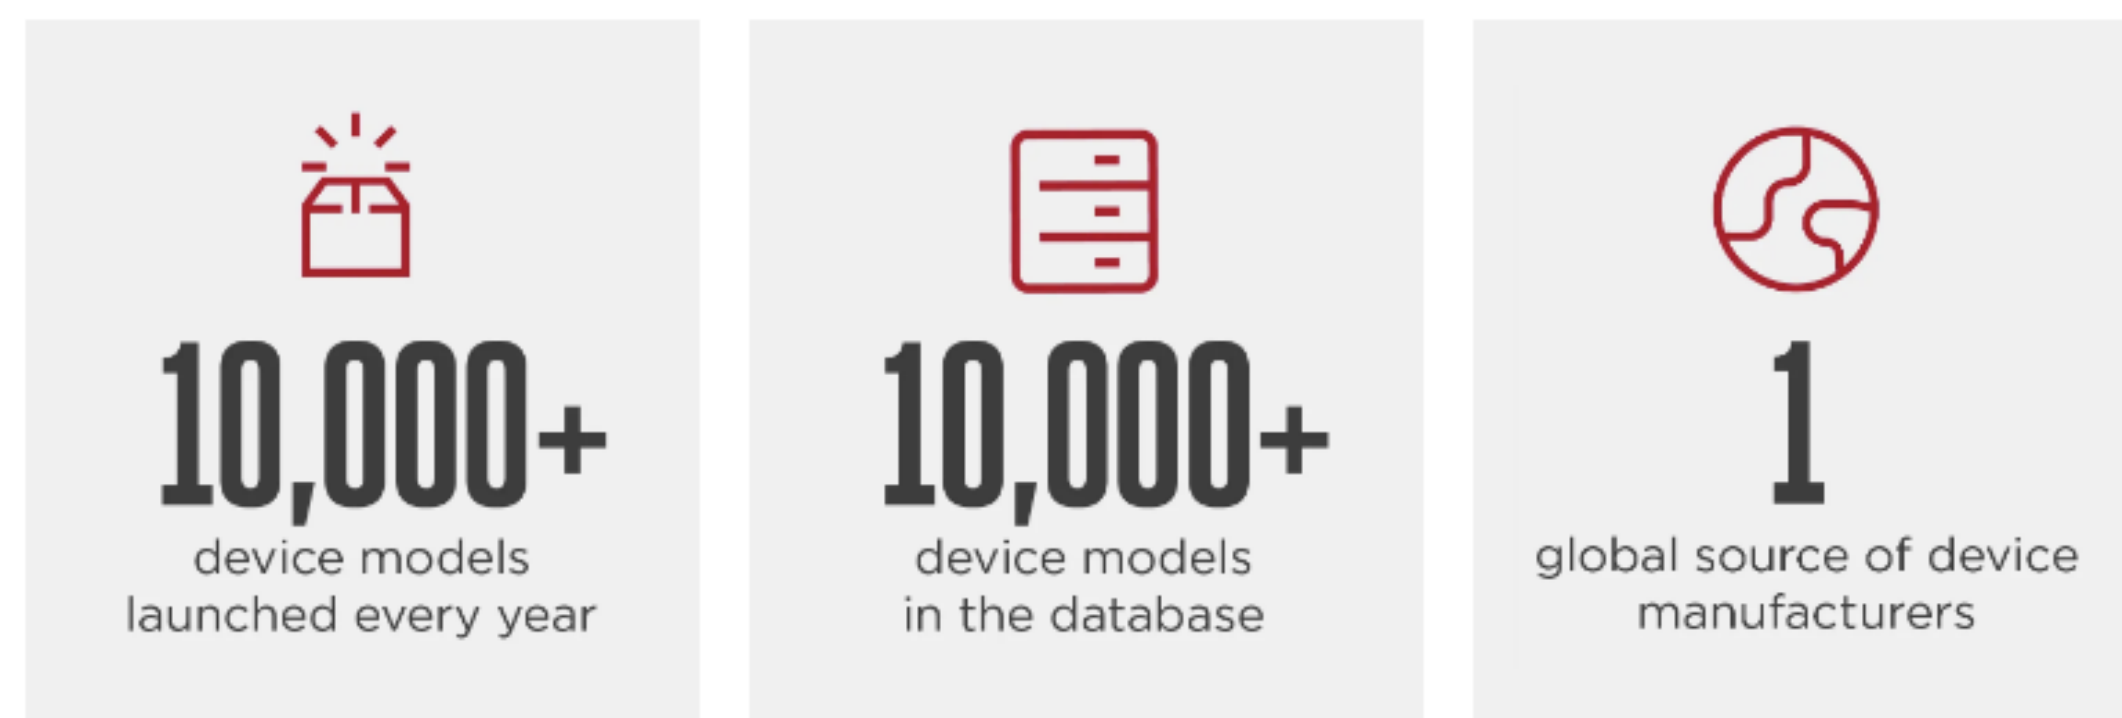 10,000+
device models
launched every year
10,000+
device models
in the database
1
global source of device
manufacturers